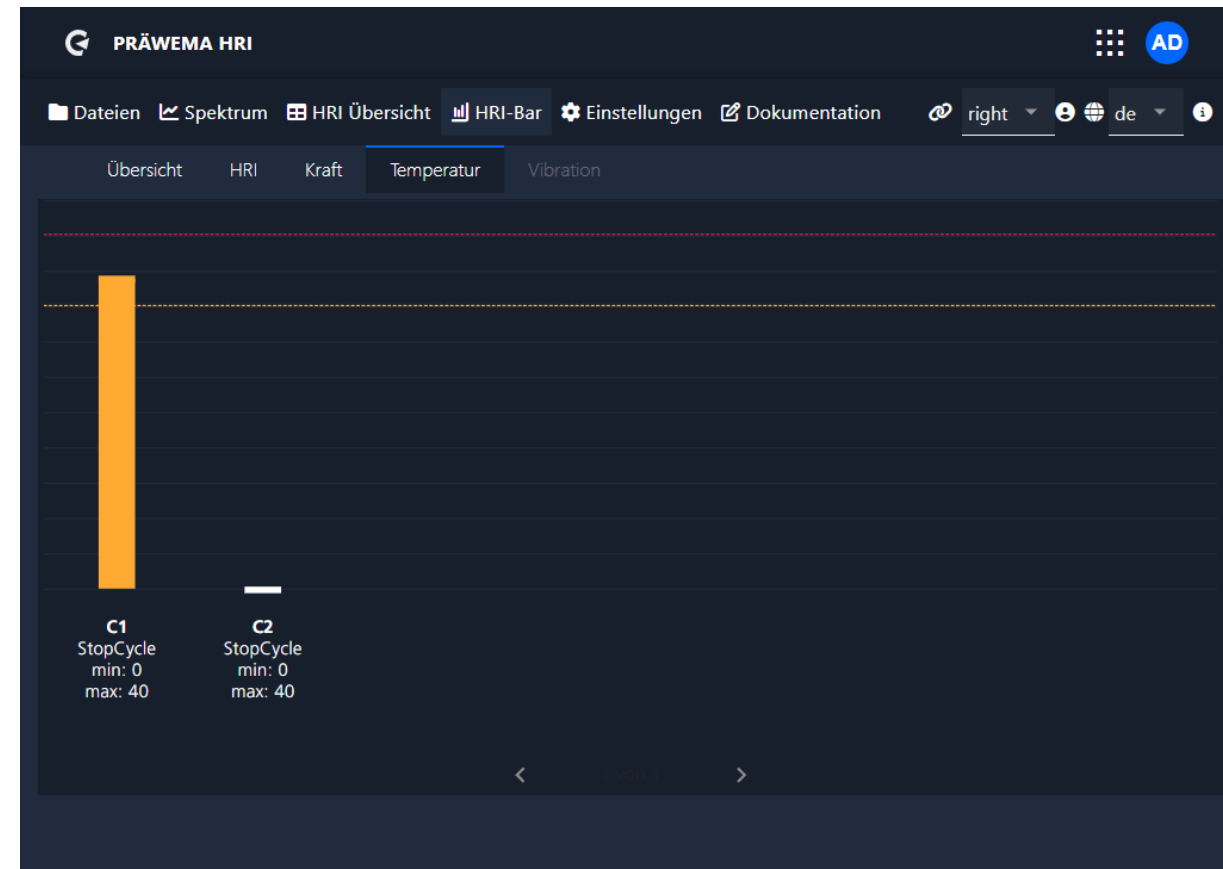 PRÄWEMA HRI
AD
Dateien Spektrum HRI Übersicht HRI-Bar Einstellungen Dokumentation right de
Übersicht HRI Kraft Temperatur Vibration
C1 C2
StopCycle StopCycle
min: 0 min: 0
max: 40 max: 40